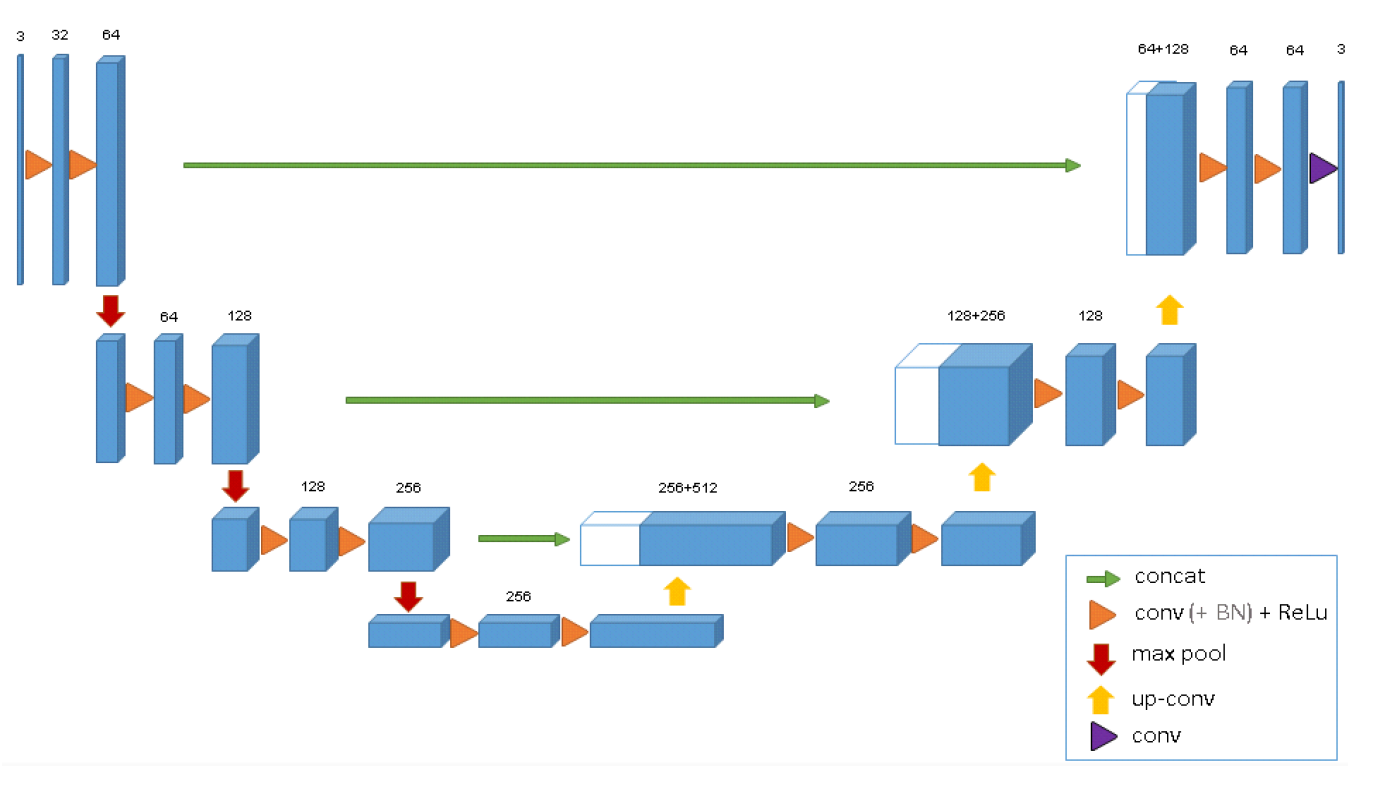 3 32 64
64+128 64 64 3
64 128
128+256 128
128 256
256+512 256
256
concat
conv (+ BN) + ReLu
max pool
up-conv
conv